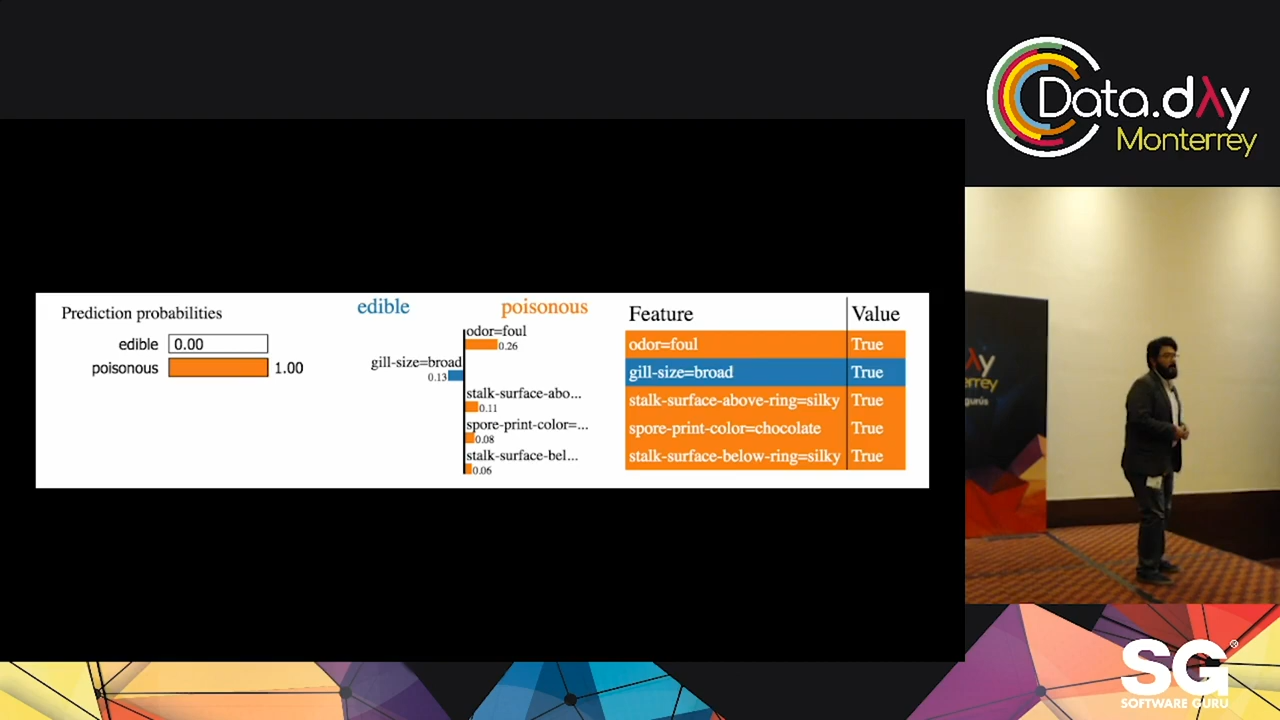 Data.dλy
Monterrey
Prediction probabilities
edible 0.00
poisonous 1.00
edible poisonous
odor=foul
0.26
gill-size=broad
0.13
stalk-surface-abo...
0.11
spore-print-color=...
0.08
stalk-surface-bel...
0.06
Feature Value
odor=foul True
gill-size=broad True
stalk-surface-above-ring=silky True
spore-print-color=chocolate True
stalk-surface-below-ring=silky True
λy
errey
gurús
SG®
SOFTWARE GURU